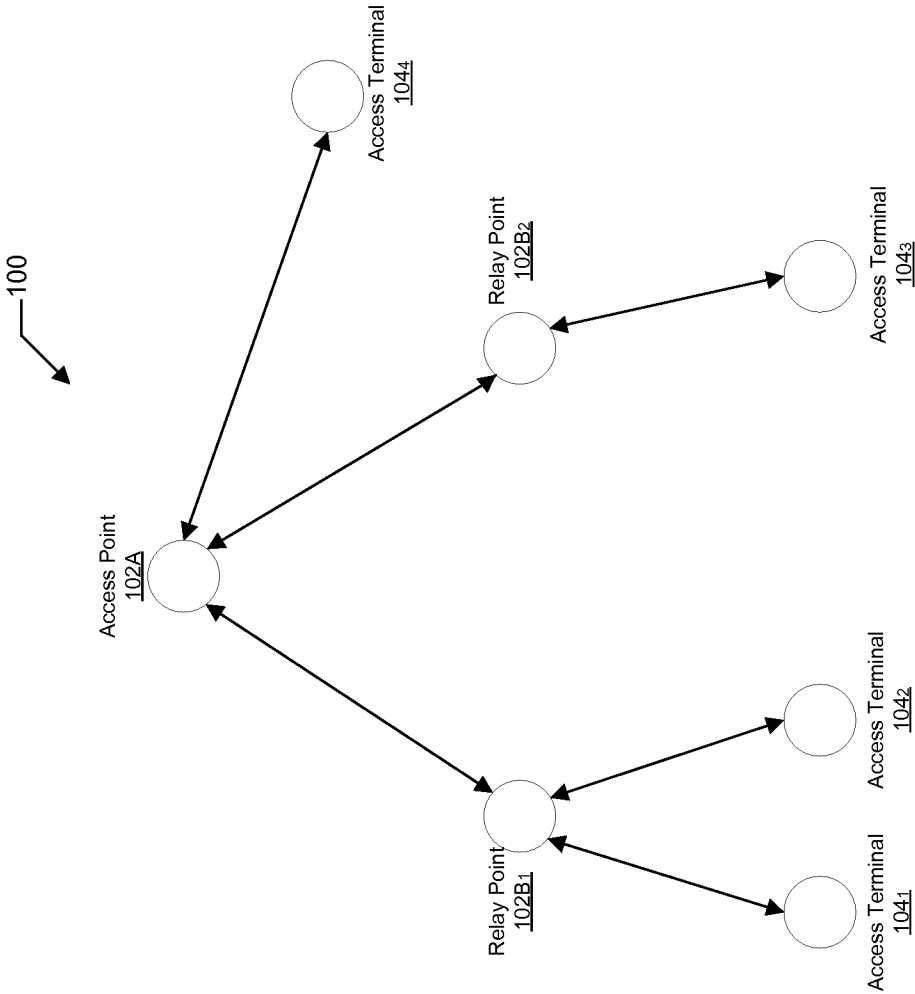 100
Access Point
102A
Access Terminal
104₄
Relay Point
102B₂
Relay Point
102B₁
Access Terminal
104₃
Access Terminal
104₂
Access Terminal
104₁